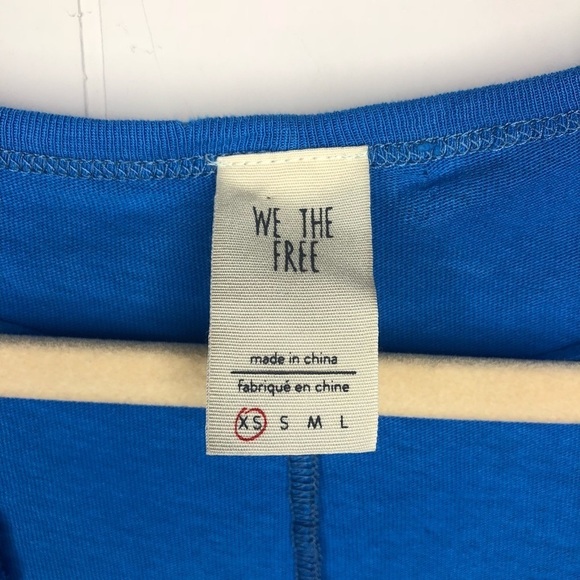 WE THE
FREE
made in china
fabriqué en chine
XS S M L